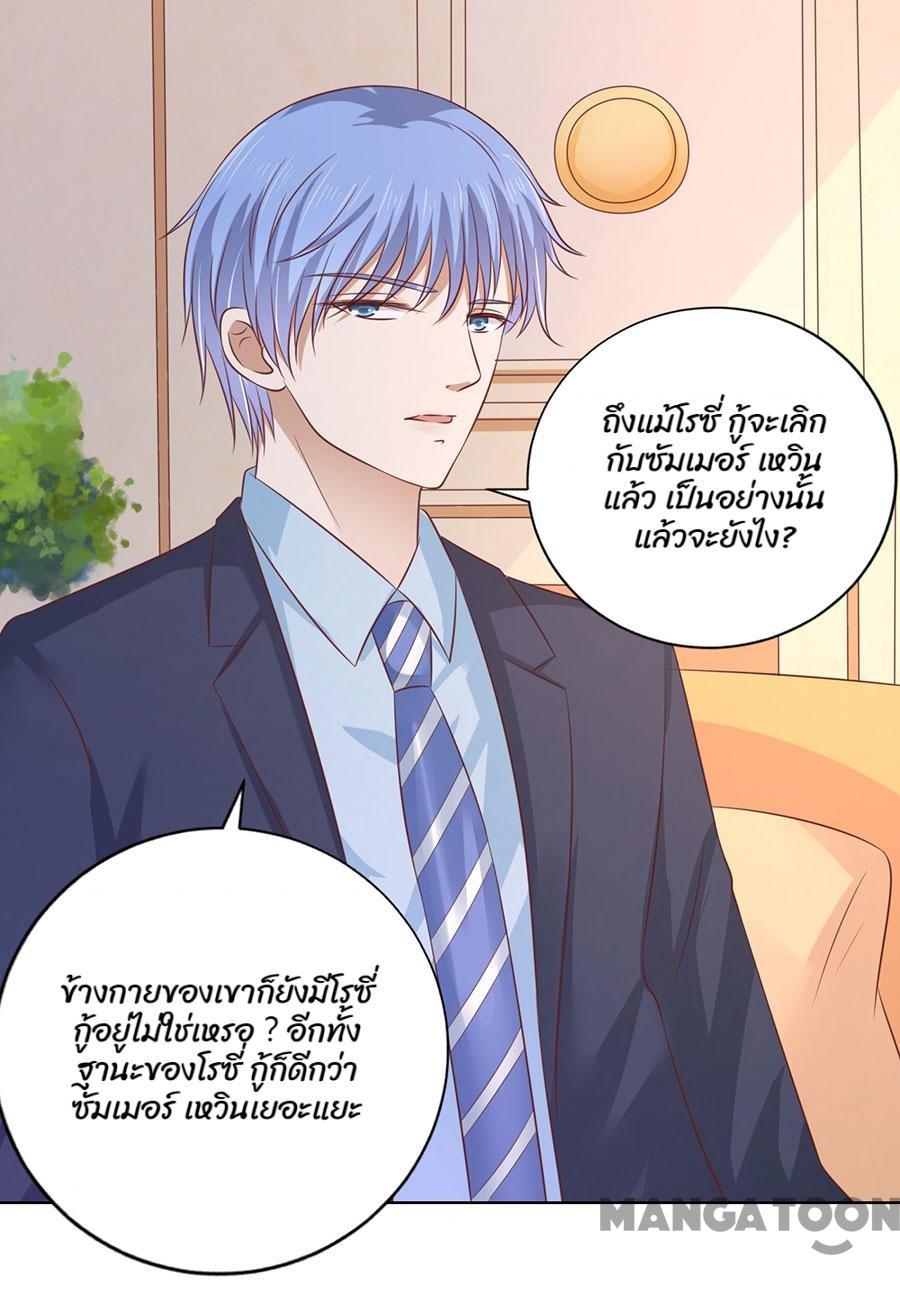 ถึงแม้โรซี่ กู้จะเลิก
กับซัมเมอร์ เหวิน
แล้ว เป็นอย่างนั้น
แล้วจะยังไง?
ข้างกายของเขาก็ยังมีโรซี่
กู้อยู่ไม่ใช่เหรอ ? อีกทั้ง
ฐานะของโรซี่ กู้ก็ดีกว่า
ซัมเมอร์ เหวินเยอะแยะ
MANGATOON